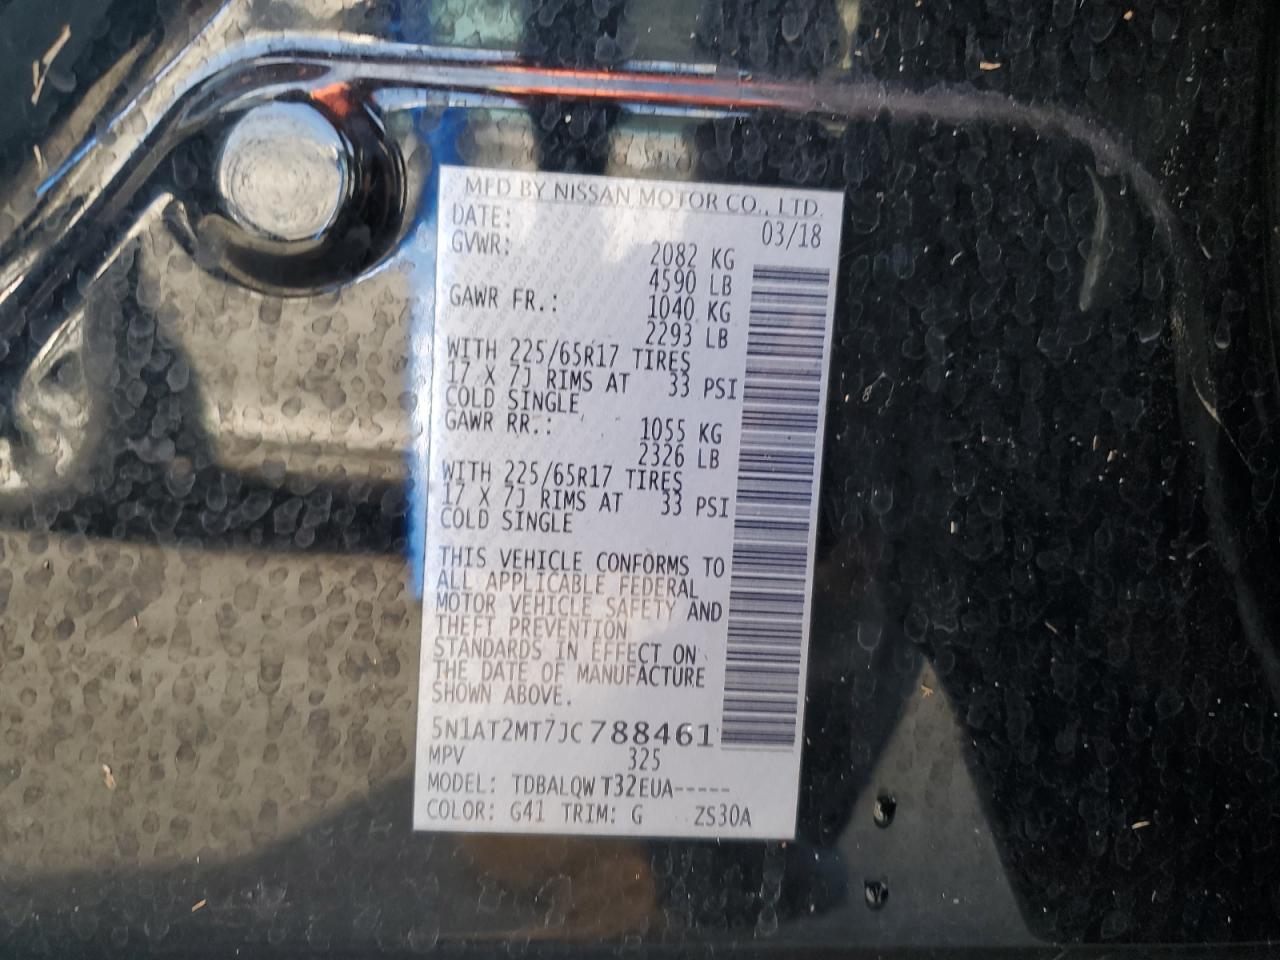 MFD BY NISSAN MOTOR CO., LTD.
DATE: 03/18
GVWR: 2082 KG
4590 LB
GAWR FR.: 1040 KG
2293 LB
WITH 225/65R17 TIRES
17 X 7J RIMS AT 33 PSI
COLD SINGLE
GAWR RR.: 1055 KG
2326 LB
WITH 225/65R17 TIRES
17 X 7J RIMS AT 33 PSI
COLD SINGLE
THIS VEHICLE CONFORMS TO
ALL APPLICABLE FEDERAL
MOTOR VEHICLE SAFETY AND
THEFT PREVENTION
STANDARDS IN EFFECT ON
THE DATE OF MANUFACTURE
SHOWN ABOVE.
5N1AT2MT7JC788461
MPV 325
MODEL: TDBALQW T32EUA-----
COLOR: G41 TRIM: G ZS30A